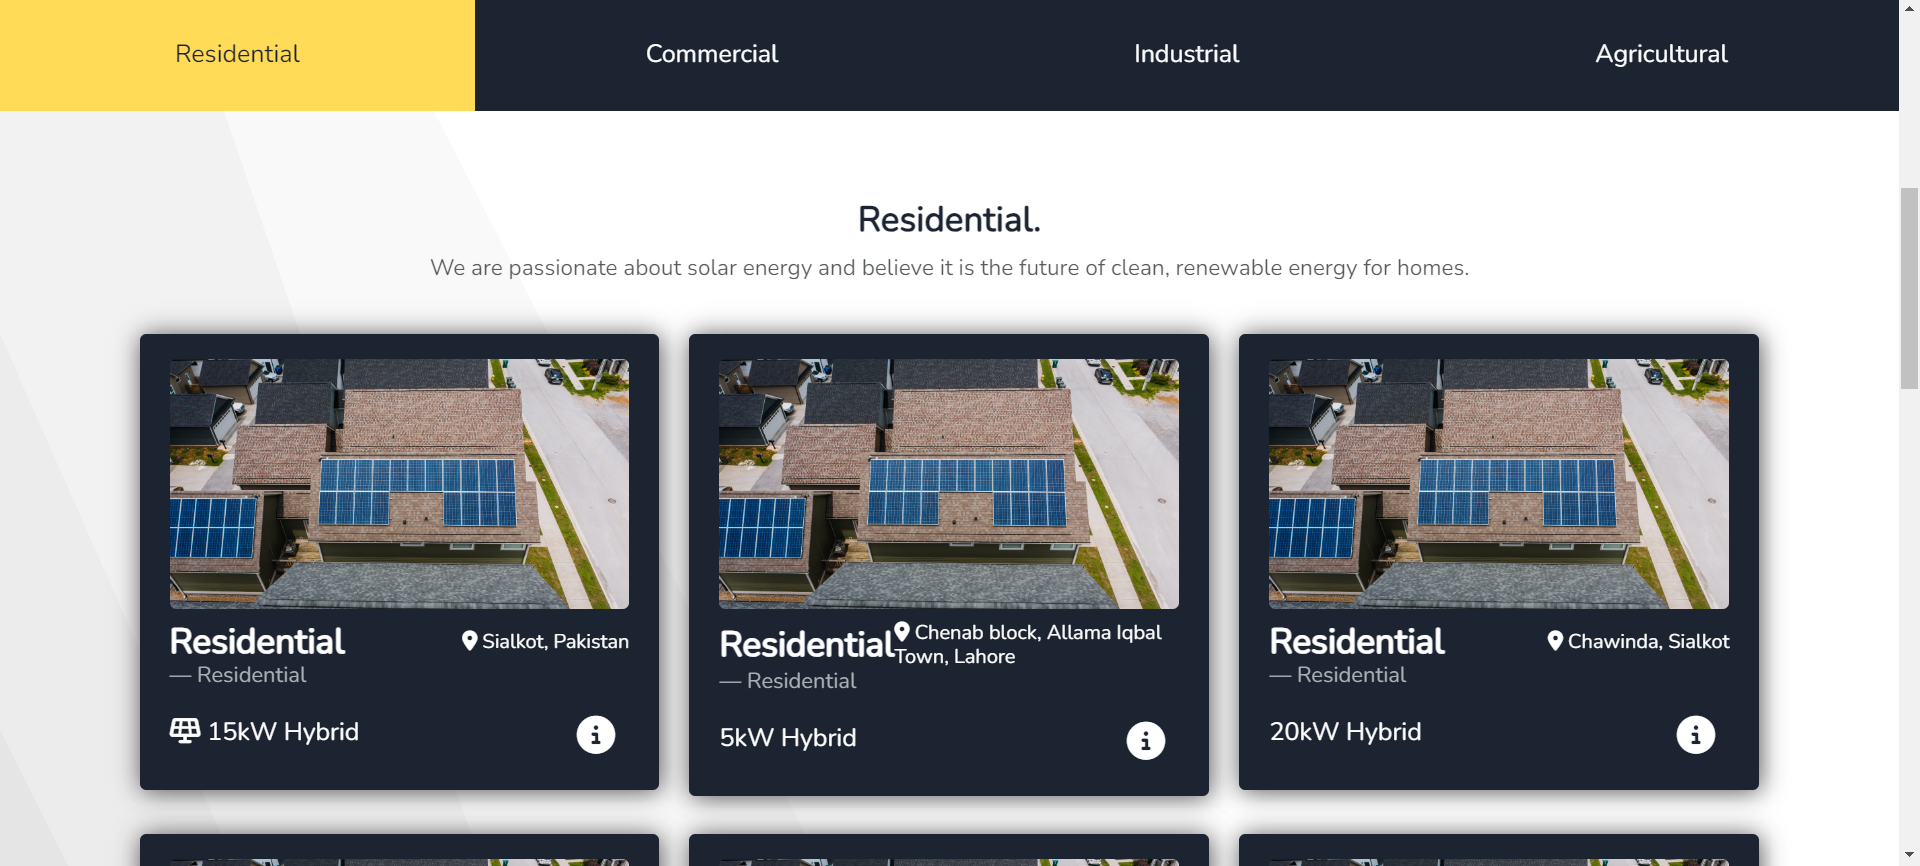 Residential
Commercial
Industrial
Agricultural
Residential.
We are passionate about solar energy and believe it is the future of clean, renewable energy for homes.
Residential
Sialkot, Pakistan
— Residential
15kW Hybrid
Residential
Chenab block, Allama Iqbal
Town, Lahore
— Residential
5kW Hybrid
Residential
Chawinda, Sialkot
— Residential
20kW Hybrid